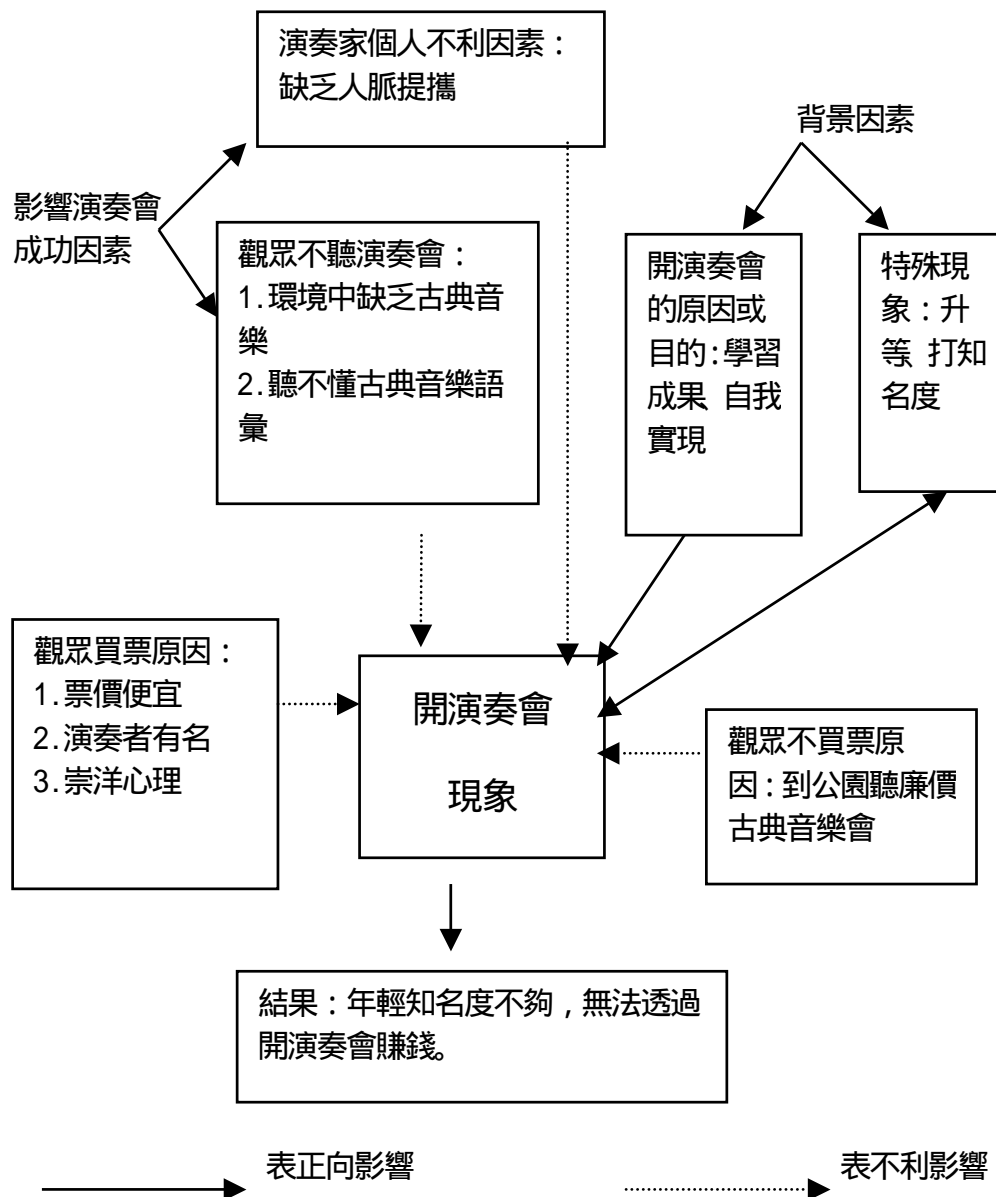 演奏家個人不利因素：
缺乏人脈提攜
背景因素
影響演奏會
成功因素
觀眾不聽演奏會：
1.環境中缺乏古典音
樂
2.聽不懂古典音樂語
彙
開演奏會
的原因或
目的：學習
成果、自我
實現
特殊現
象：升
等、打知
名度
觀眾買票原因：
1.票價便宜
2.演奏者有名
3.崇洋心理
開演奏會
現象
觀眾不買票原
因：到公園聽廉價
古典音樂會
結果：年輕知名度不夠，無法透過
開演奏會賺錢。
表正向影響
表不利影響